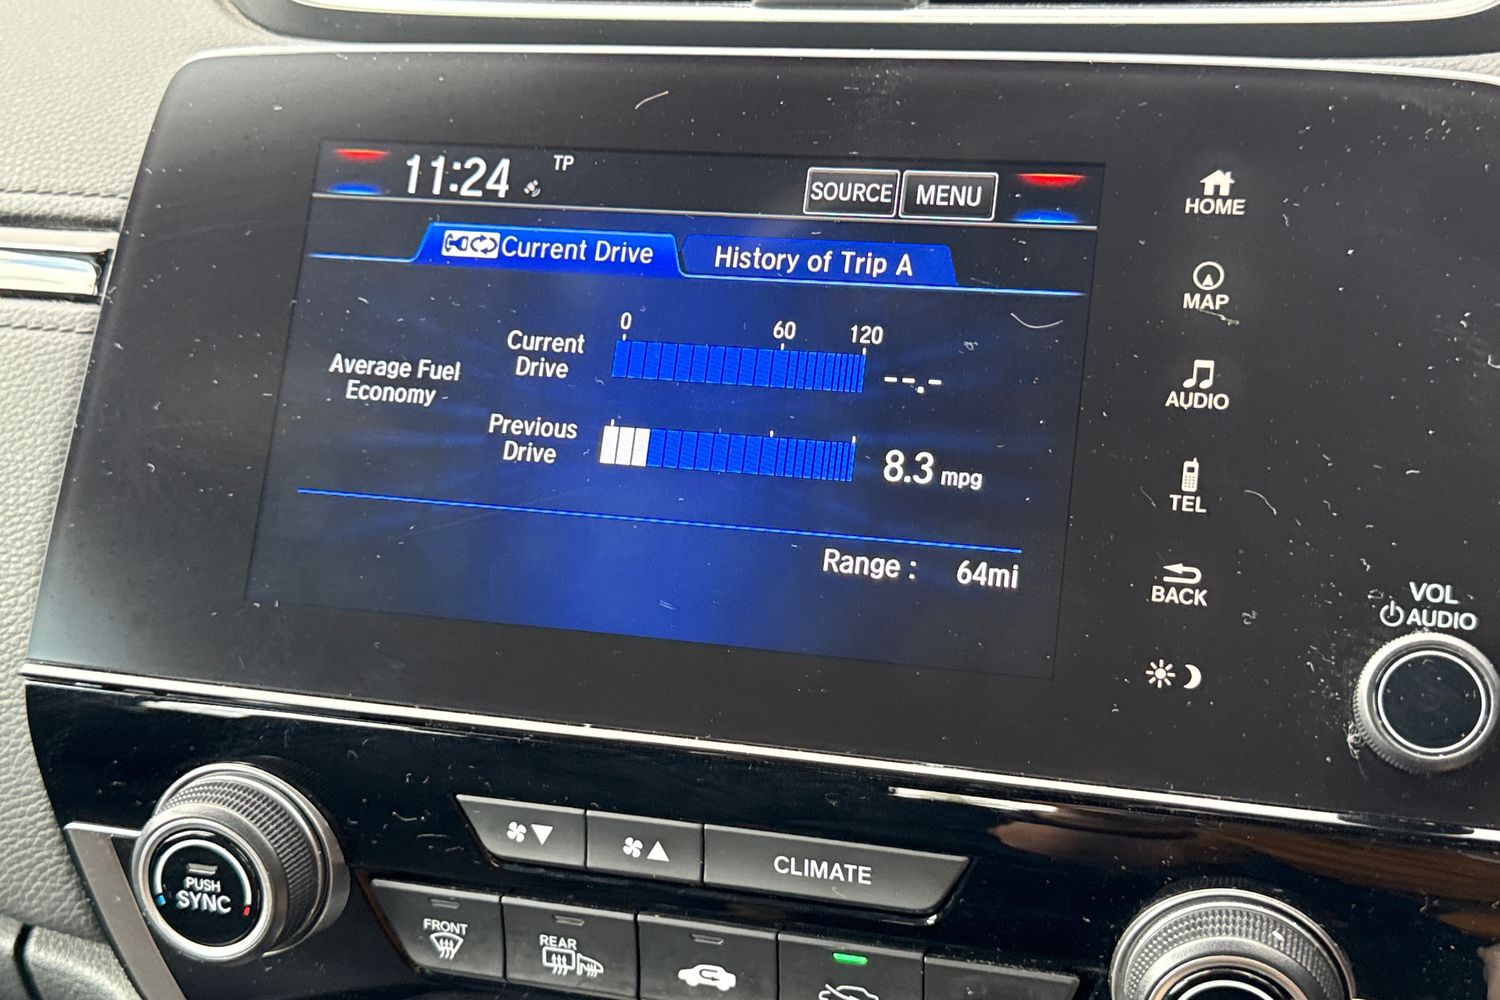 11:24 TP
SOURCE MENU
Current Drive History of Trip A
0 60 120
Current
Drive
--.-
Average Fuel
Economy
Previous
Drive
8.3 mpg
Range : 64mi
HOME
MAP
AUDIO
TEL
BACK
VOL
AUDIO
PUSH
SYNC
CLIMATE
FRONT
REAR